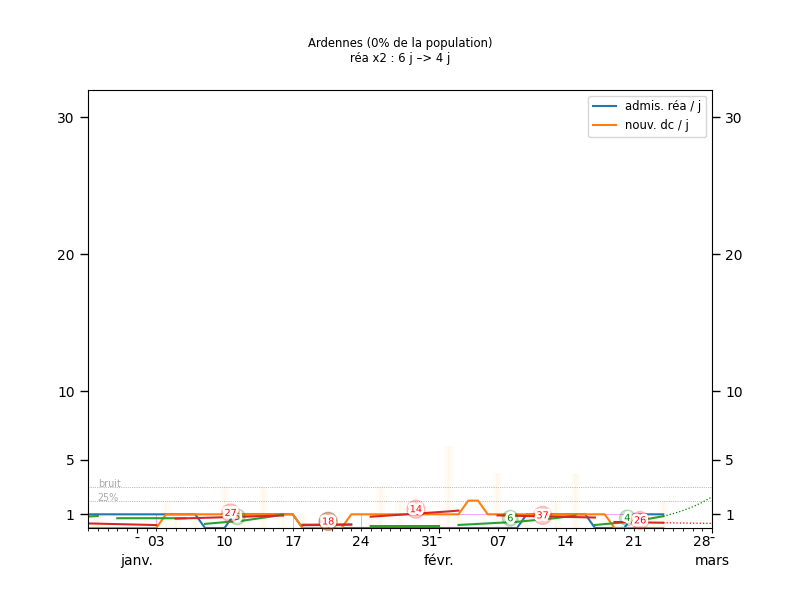 Ardennes (0% de la population)
réa x2 : 6 j –> 4 j
admis. réa / j
nouv. dc / j
30 30
20 20
10 10
5 5
bruit
25%
1 1
27 18 14 6 37 4 26
- 03 10 17 24 31- 07 14 21 28-
janv. févr. mars